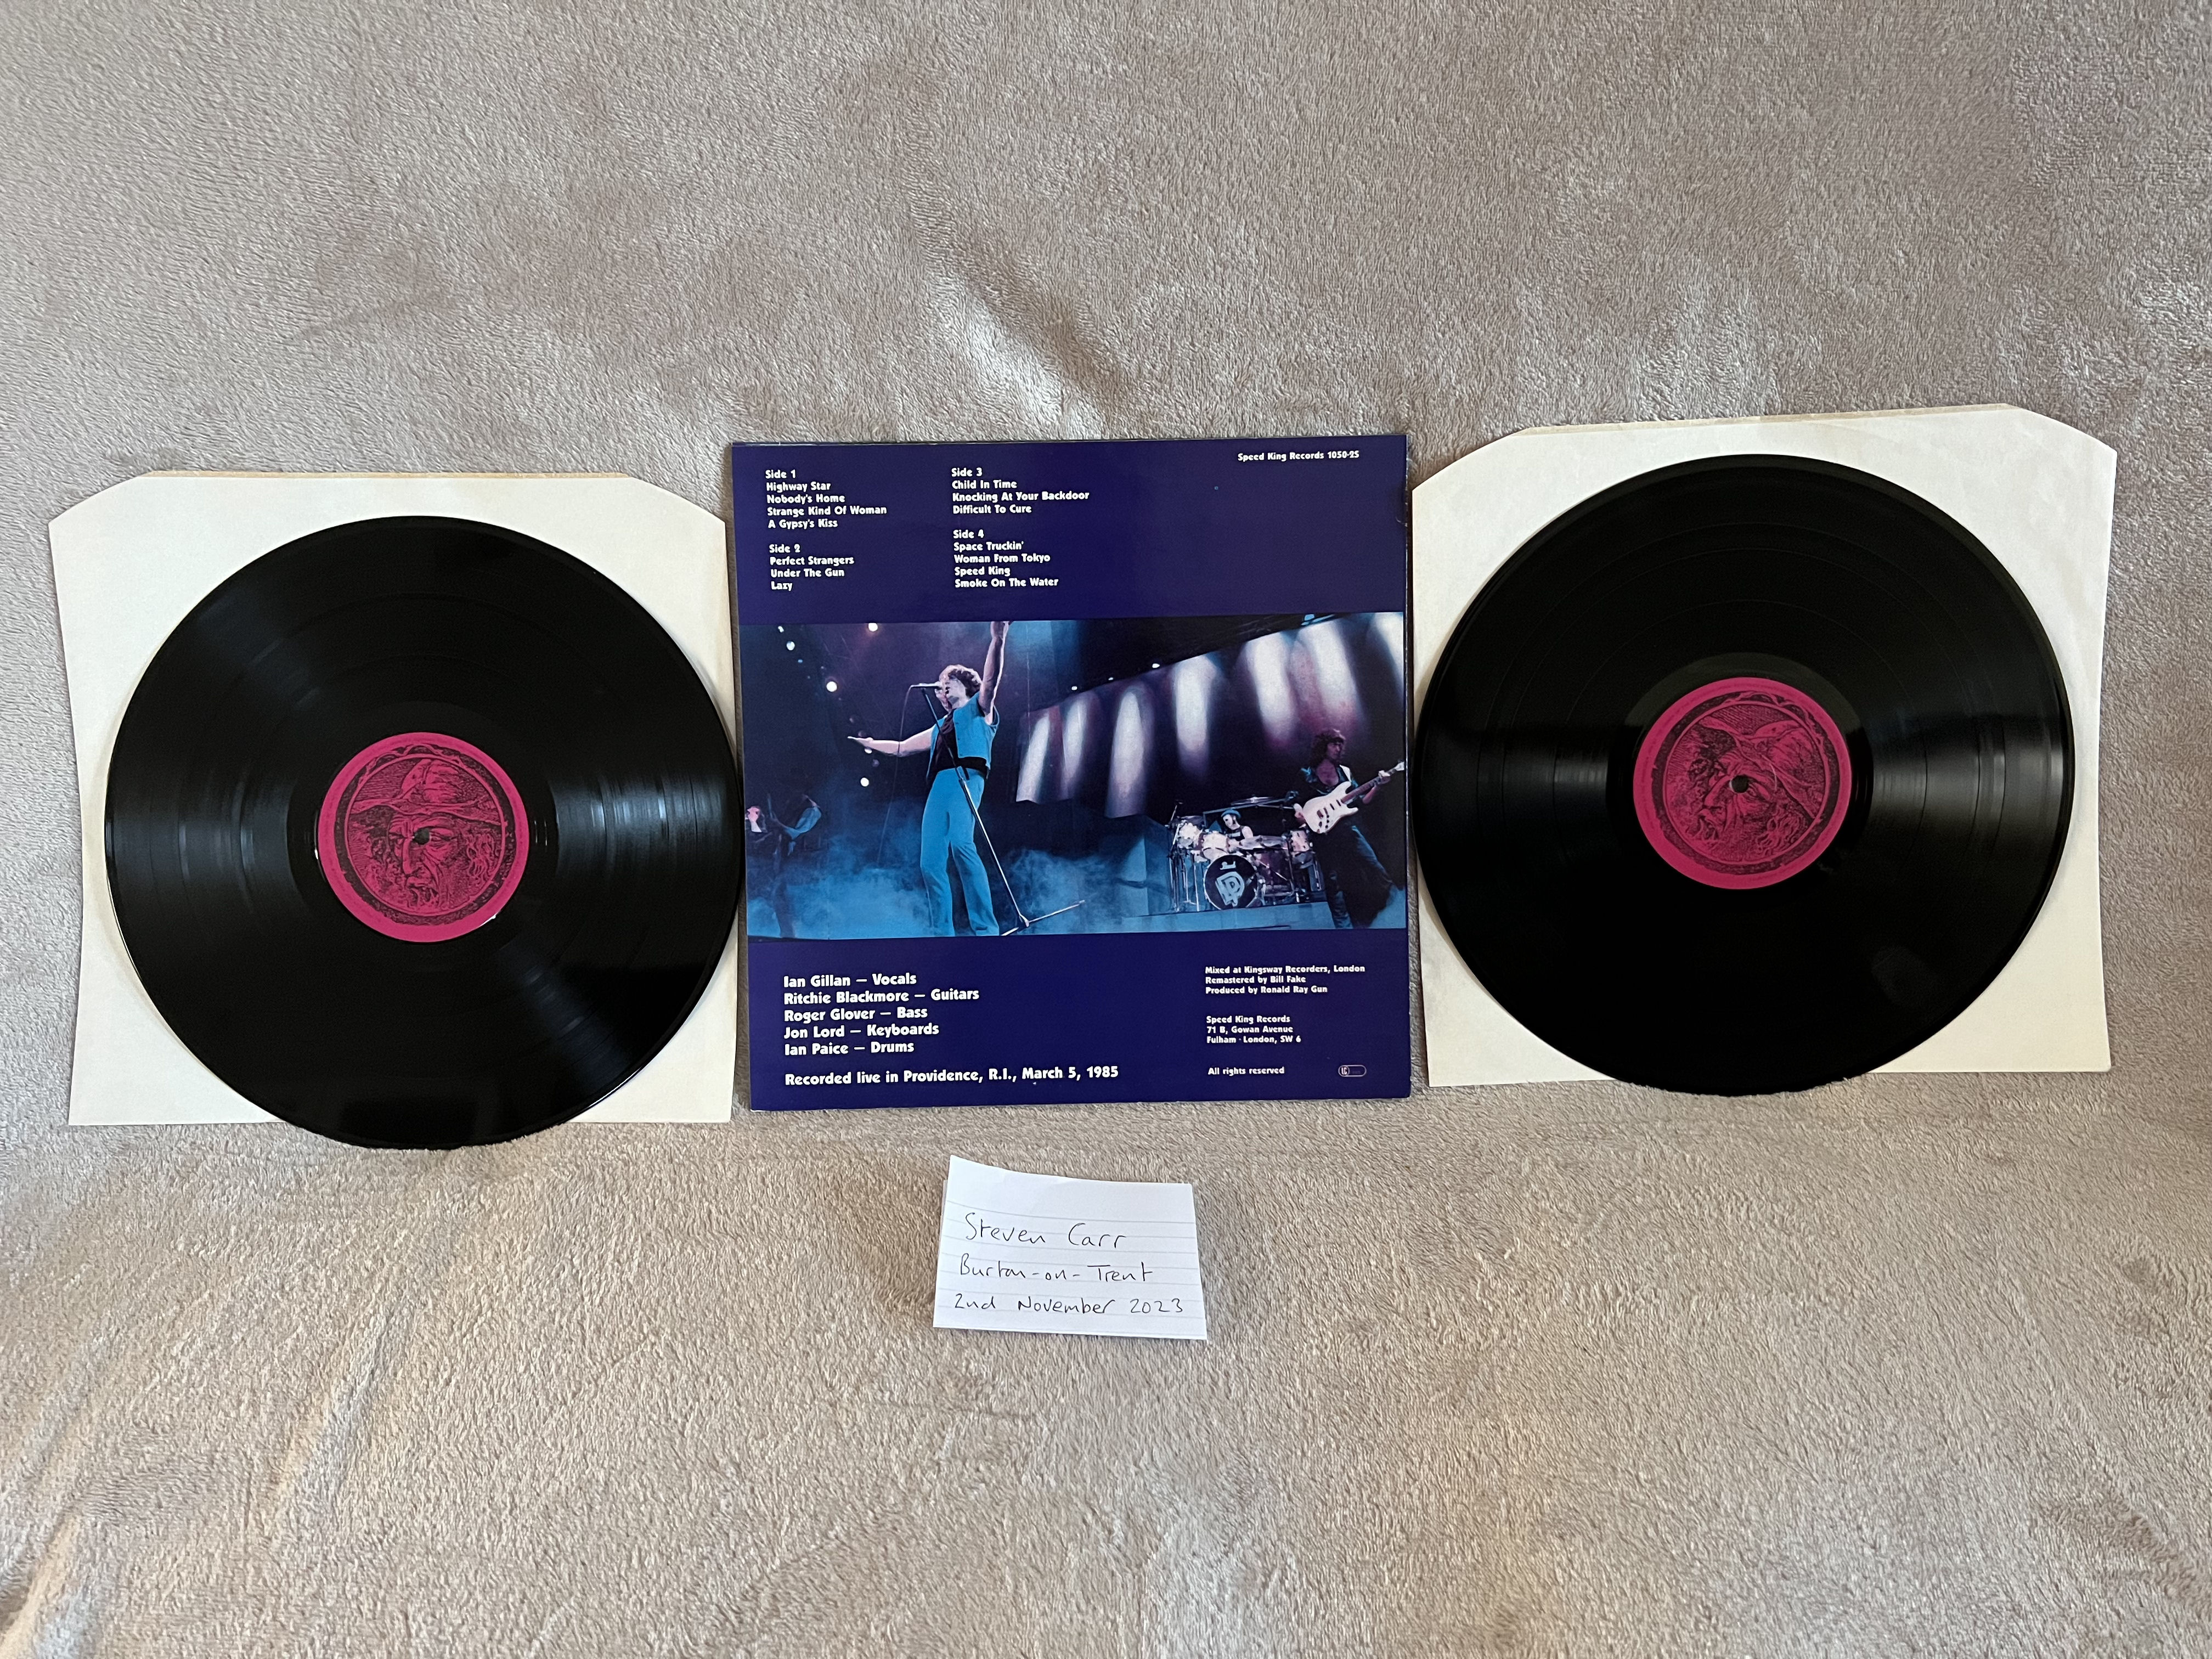 Side 1
Highway Star
Nobody's Home
Strange Kind Of Woman
A Gypsy's Kiss
Side 2
Perfect Strangers
Under The Gun
Lazy
Side 3
Child In Time
Knocking At Your Backdoor
Difficult To Cure
Side 4
Space Truckin'
Woman From Tokyo
Speed King
Smoke On The Water
Speed King Records 1050-25
Ian Gillan — Vocals
Ritchie Blackmore — Guitars
Roger Glover — Bass
Jon Lord — Keyboards
Ian Paice — Drums
Recorded live in Providence, R.I., March 5, 1985
Mixed at Kingsway Recorders, London
Remastered by Bill Fake
Produced by Ronald Ray Gun
Speed King Records
71 B, Gowan Avenue
Fulham · London, SW 6
All rights reserved
Steven Carr
Burton-on-Trent
2nd November 2023